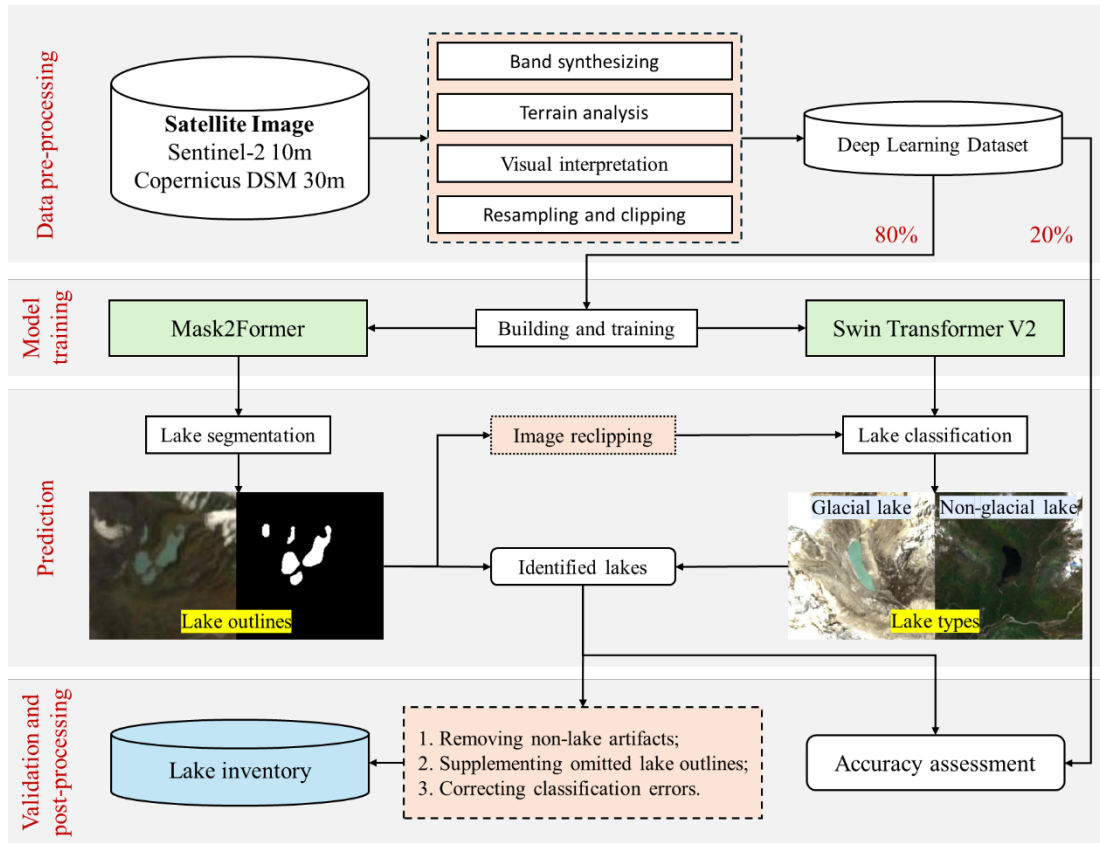 Data pre-processing
Satellite Image
Sentinel-2 10m
Copernicus DSM 30m
Band synthesizing
Terrain analysis
Visual interpretation
Resampling and clipping
Deep Learning Dataset
80%
20%
Model
training
Mask2Former
Building and training
Swin Transformer V2
Prediction
Lake segmentation
Image reclipping
Lake classification
Glacial lake
Non-glacial lake
Identified lakes
Lake outlines
Lake types
Validation and
post-processing
Lake inventory
1. Removing non-lake artifacts;
2. Supplementing omitted lake outlines;
3. Correcting classification errors.
Accuracy assessment